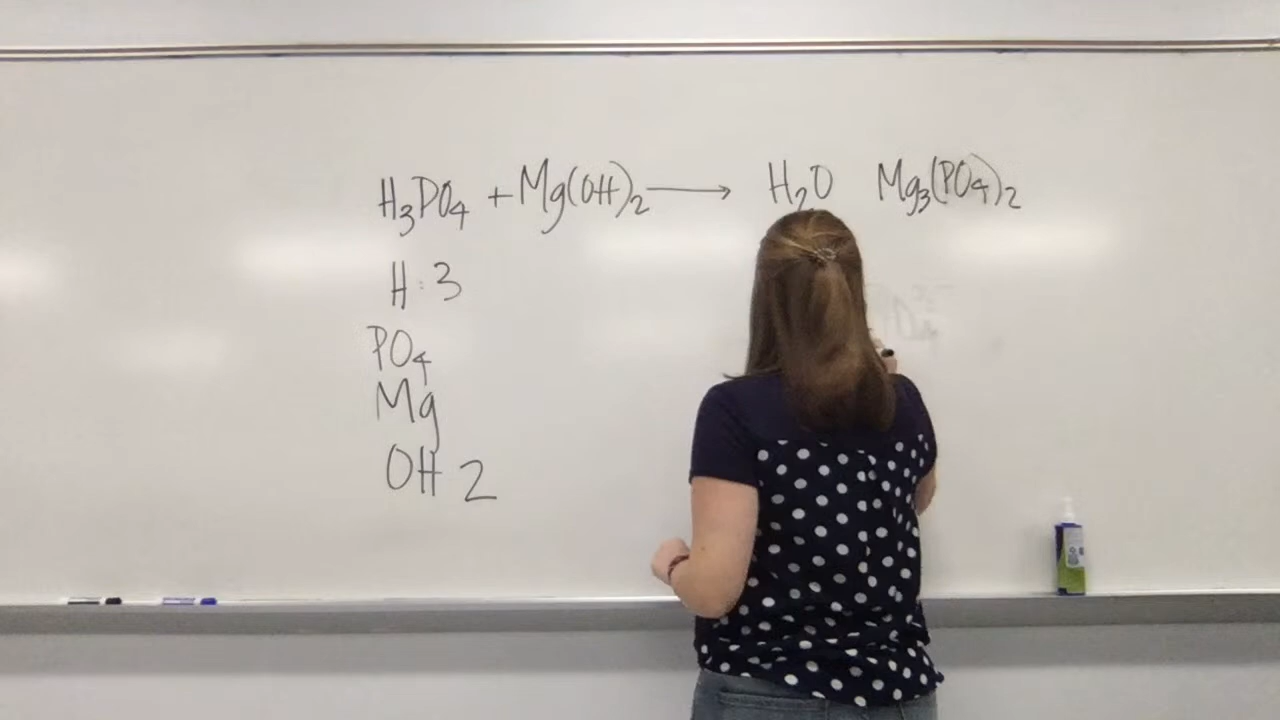 H₃PO₄ + Mg(OH)₂ → H₂O Mg₃(PO₄)₂
H : 3
PO₄
Mg
OH 2